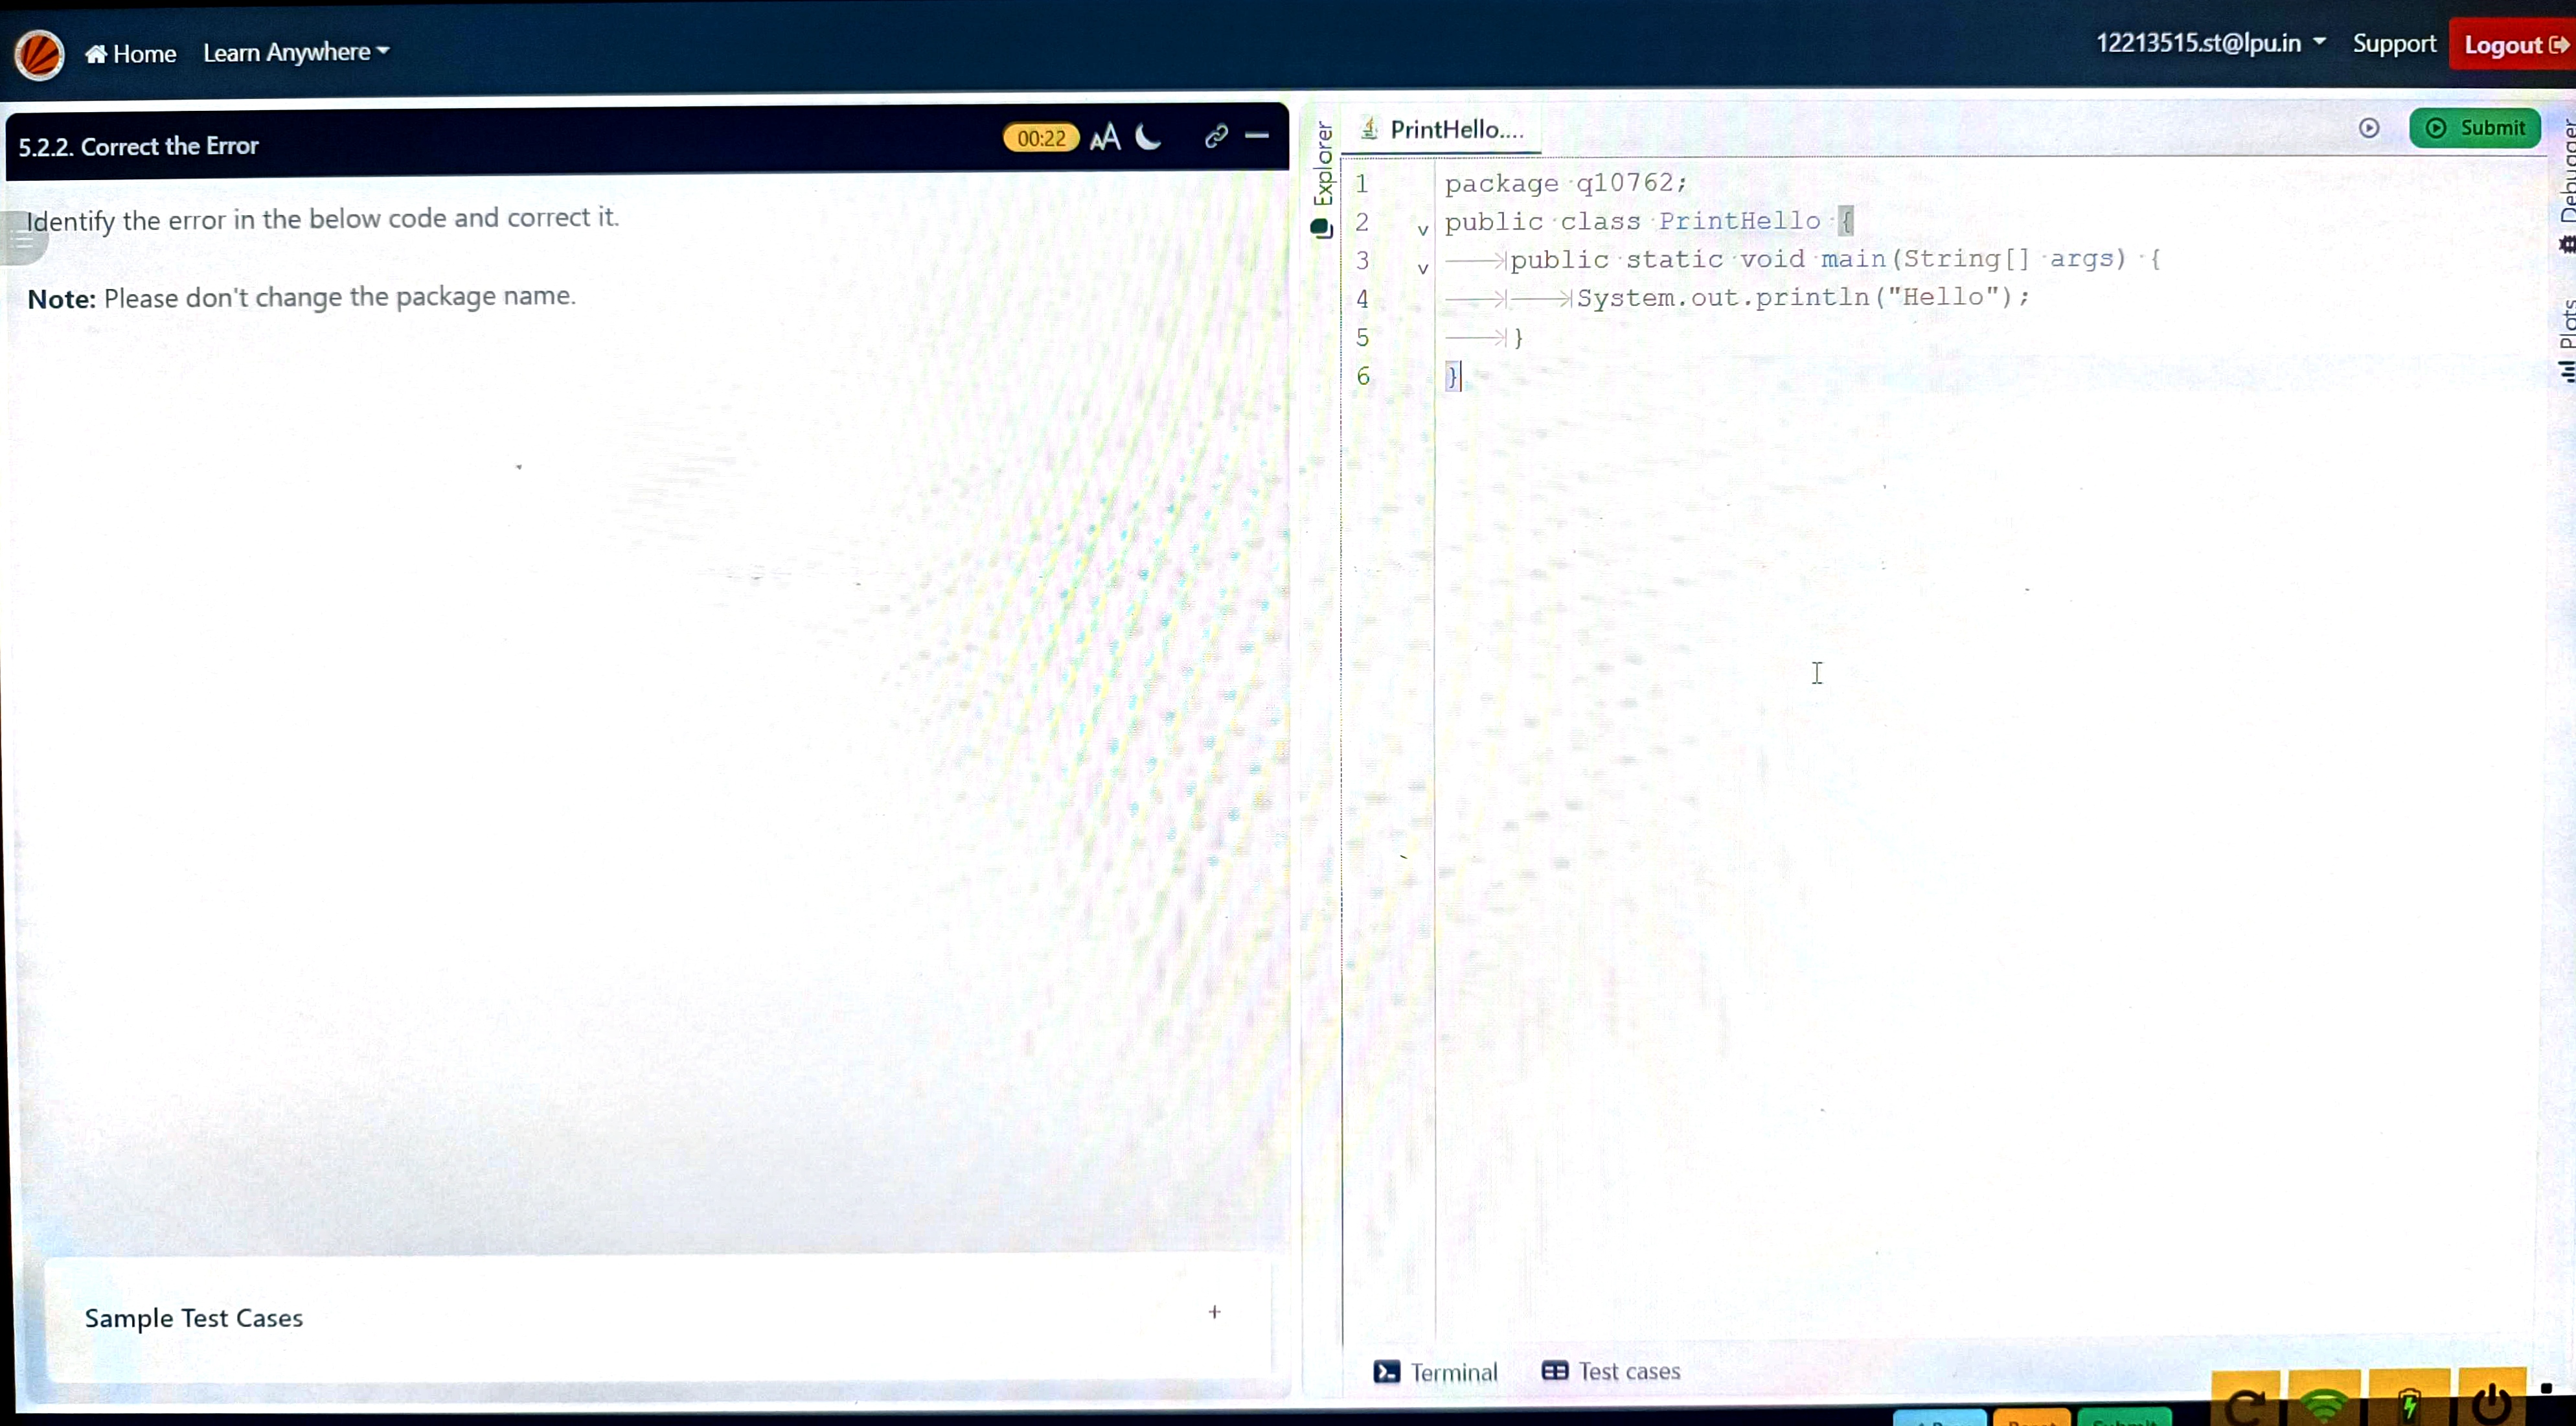 Home Learn Anywhere 12213515.st@lpu.in Support Logout
5.2.2. Correct the Error 00:22 AA
Identify the error in the below code and correct it.
Note: Please don't change the package name.
Sample Test Cases +
Explorer
PrintHello.... Submit
1 package q10762;
2 public class PrintHello {
3 public static void main(String[] args) {
4 System.out.println("Hello");
5 }
6 }
Debugger
Plots
Terminal Test cases